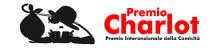 Premio
Charlot
Premio Internazionale della Comicità